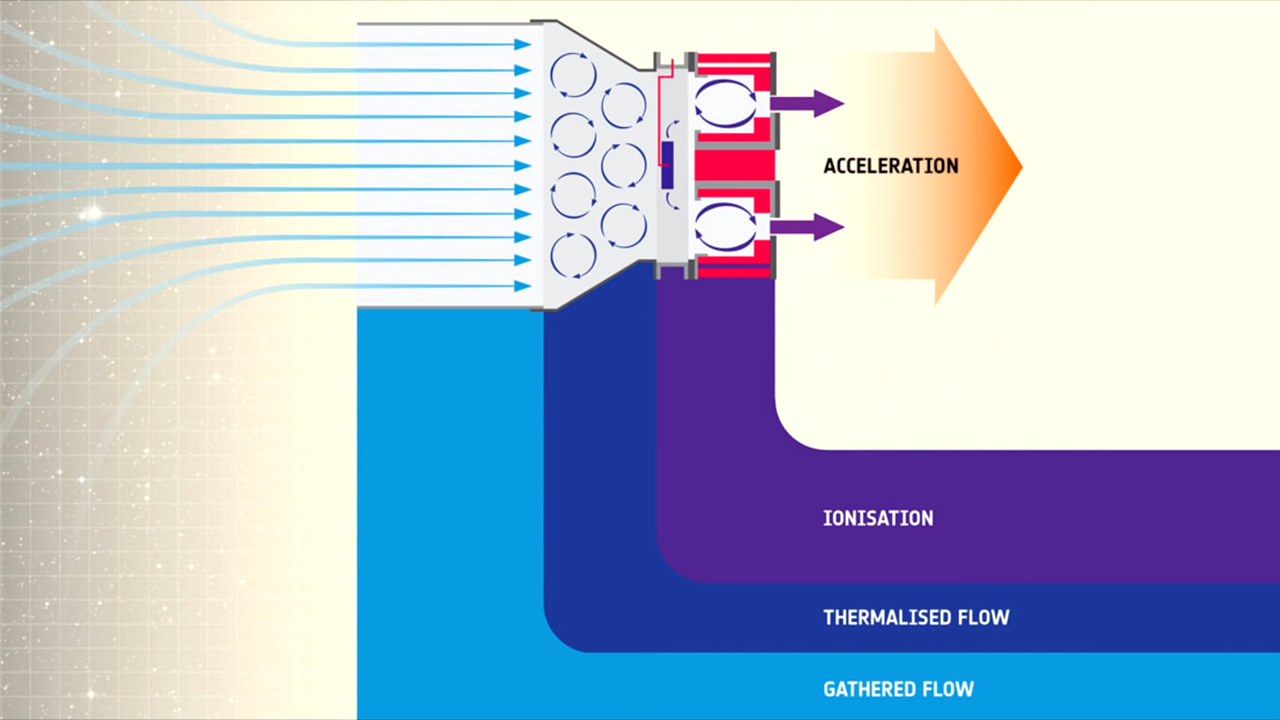 ACCELERATION
IONISATION
THERMALISED FLOW
GATHERED FLOW